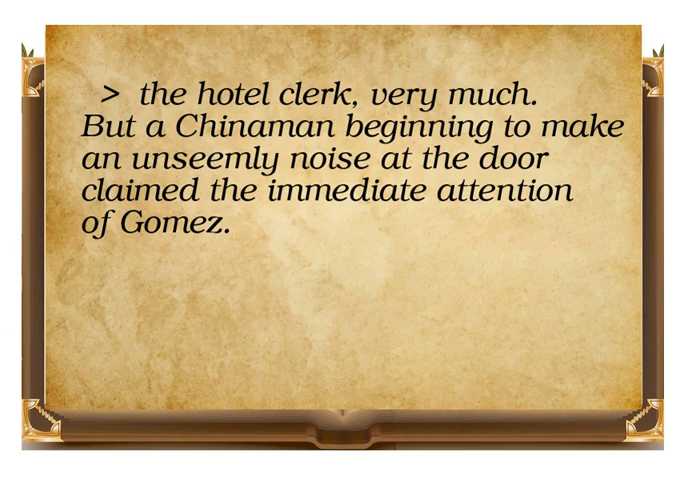 > the hotel clerk, very much.
But a Chinaman beginning to make
an unseemly noise at the door
claimed the immediate attention
of Gomez.